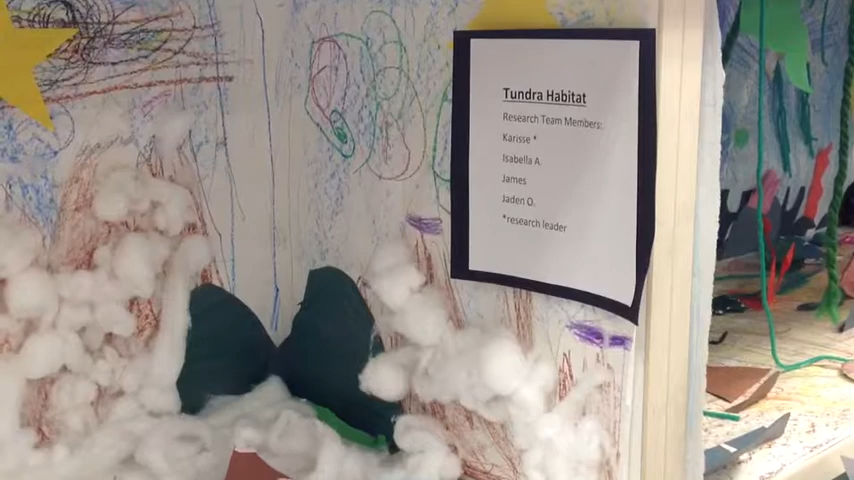 Tundra Habitat
Research Team Members:
Karisse *
Isabella A.
James
Jaden O.
*research leader